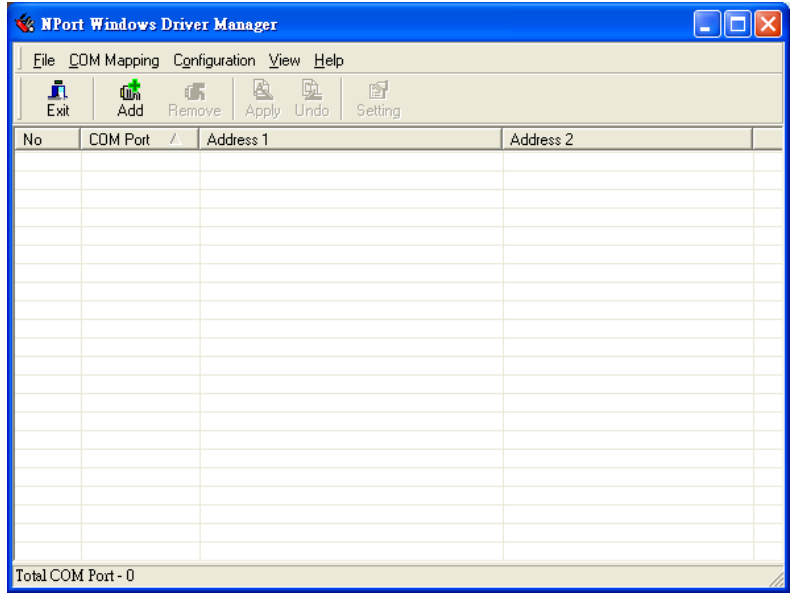 NPort Windows Driver Manager
File COM Mapping Configuration View Help
Exit Add Remove Apply Undo Setting
No COM Port Address 1 Address 2
Total COM Port - 0